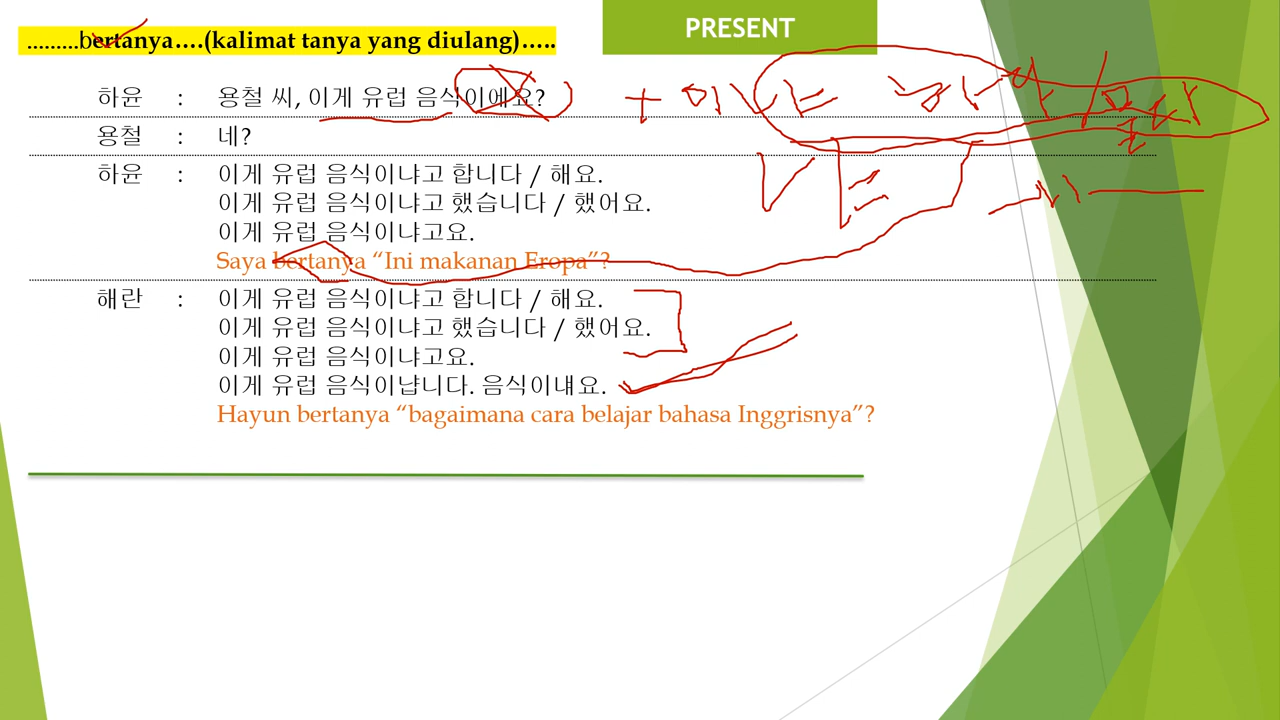 PRESENT
.........bertanya....(kalimat tanya yang diulang).....
하윤 : 용철 씨, 이게 유럽 음식이에요?
용철 : 네?
하윤 : 이게 유럽 음식이냐고 합니다 / 해요.
이게 유럽 음식이냐고 했습니다 / 했어요.
이게 유럽 음식이냐고요.
Saya bertanya “Ini makanan Eropa”?
해란 : 이게 유럽 음식이냐고 합니다 / 해요.
이게 유럽 음식이냐고 했습니다 / 했어요.
이게 유럽 음식이냐고요.
이게 유럽 음식이냡니다. 음식이냬요.
Hayun bertanya “bagaimana cara belajar bahasa Inggrisnya”?